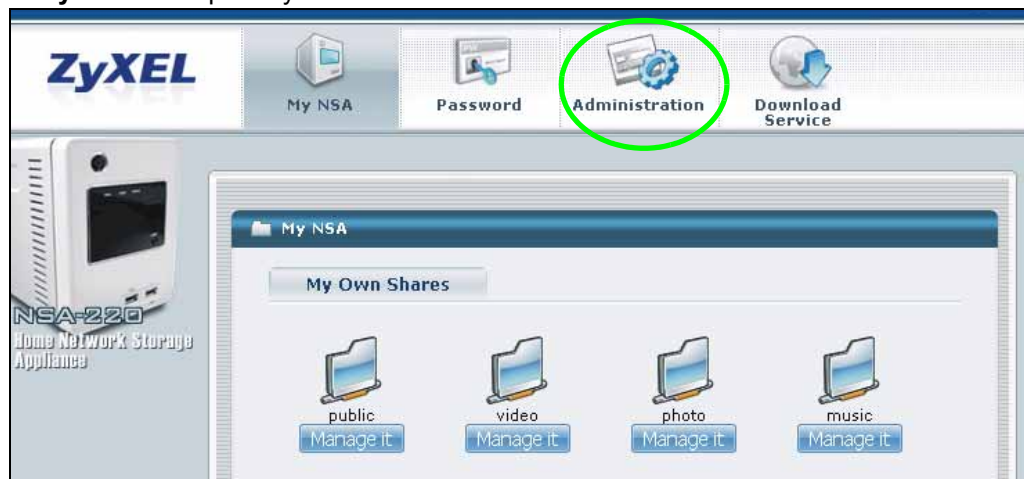 ZyXEL
My NSA
Password
Administration
Download
Service
NSA-220
Home Network Storage
Appliance
My NSA
My Own Shares
public
video
photo
music
Manage it
Manage it
Manage it
Manage it